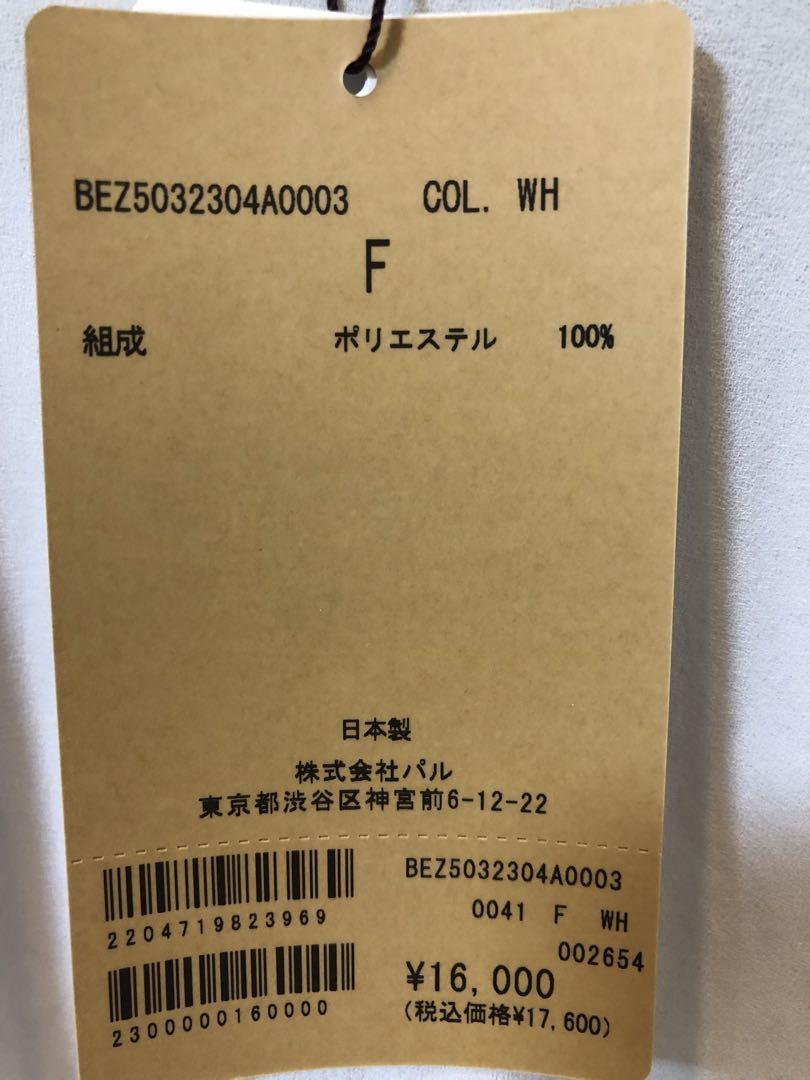 BEZ5032304A0003 COL. WH
F
組成 ポリエステル 100%
日本製
株式会社パル
東京都渋谷区神宮前6-12-22
BEZ5032304A0003
2204719823969
0041 F WH
002654
¥16,000
2300000160000
(税込価格¥17,600)